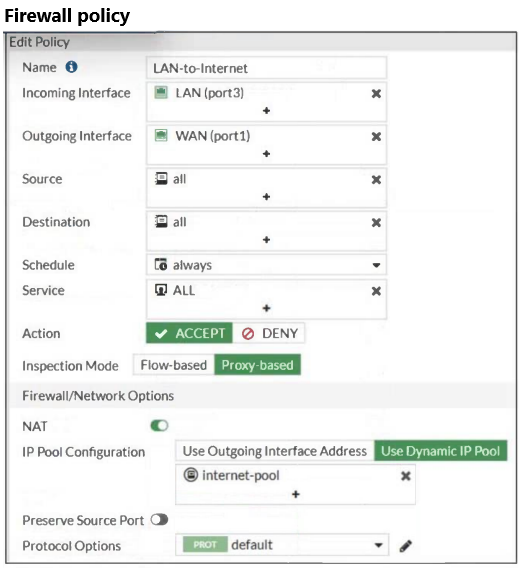 Firewall policy
Edit Policy
Name
LAN-to-Internet
Incoming Interface
LAN (port3)
+
Outgoing Interface
WAN (port1)
+
Source
all
+
Destination
all
+
Schedule
always
Service
ALL
+
Action
ACCEPT DENY
Inspection Mode
Flow-based Proxy-based
Firewall/Network Options
NAT
IP Pool Configuration
Use Outgoing Interface Address Use Dynamic IP Pool
internet-pool
+
Preserve Source Port
Protocol Options
PROT default